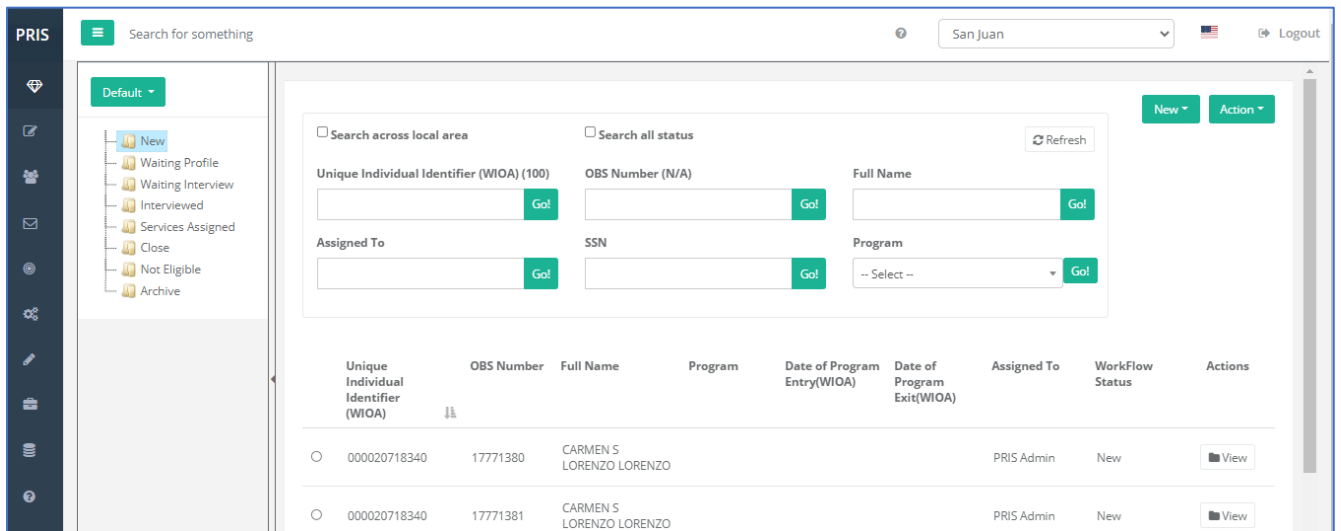 PRIS
Search for something
San Juan
Logout
Default
New
Waiting Profile
Waiting Interview
Interviewed
Services Assigned
Close
Not Eligible
Archive
New
Action
Search across local area
Search all status
Refresh
Unique Individual Identifier (WIOA) (100)
OBS Number (N/A)
Full Name
Go!
Go!
Go!
Assigned To
SSN
Program
Go!
Go!
-- Select --
Go!
Unique
Individual
Identifier
(WIOA)
OBS Number
Full Name
Program
Date of Program
Entry(WIOA)
Date of
Program
Exit(WIOA)
Assigned To
WorkFlow
Status
Actions
000020718340
17771380
CARMEN S
LORENZO LORENZO
PRIS Admin
New
View
000020718340
17771381
CARMEN S
LORENZO LORENZO
PRIS Admin
New
View